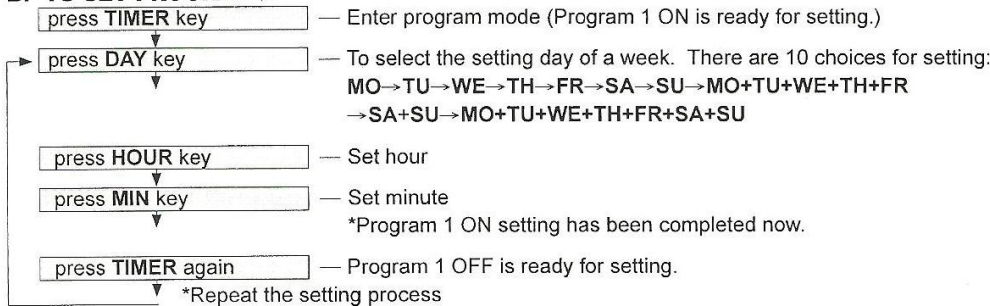 press TIMER key — Enter program mode (Program 1 ON is ready for setting.)
press DAY key — To select the setting day of a week. There are 10 choices for setting:
MO→TU→WE→TH→FR→SA→SU→MO+TU+WE+TH+FR
→SA+SU→MO+TU+WE+TH+FR+SA+SU
press HOUR key — Set hour
press MIN key — Set minute
*Program 1 ON setting has been completed now.
press TIMER again — Program 1 OFF is ready for setting.
*Repeat the setting process